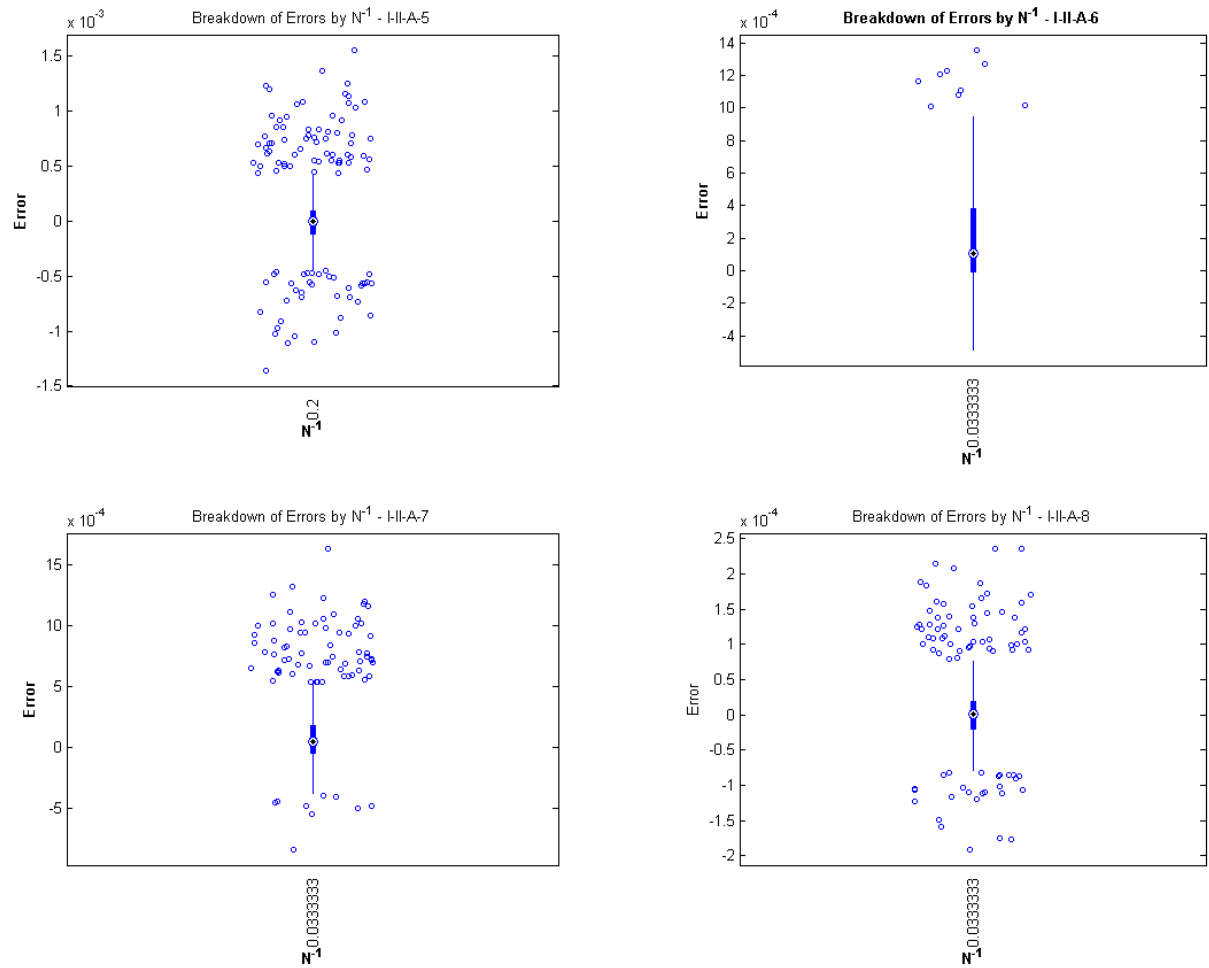 Breakdown of Errors by N-1 - I-II-A-5
x 10-3
1.5
1
0.5
0
-0.5
-1
-1.5
Error
0.2
N-1
Breakdown of Errors by N-1 - I-II-A-6
x 10-4
14
12
10
8
6
4
2
0
-2
-4
Error
0.0333333
N-1
Breakdown of Errors by N-1 - I-II-A-7
x 10-4
15
10
5
0
-5
Error
0.0333333
N-1
Breakdown of Errors by N-1 - I-II-A-8
x 10-4
2.5
2
1.5
1
0.5
0
-0.5
-1
-1.5
-2
Error
0.0333333
N-1